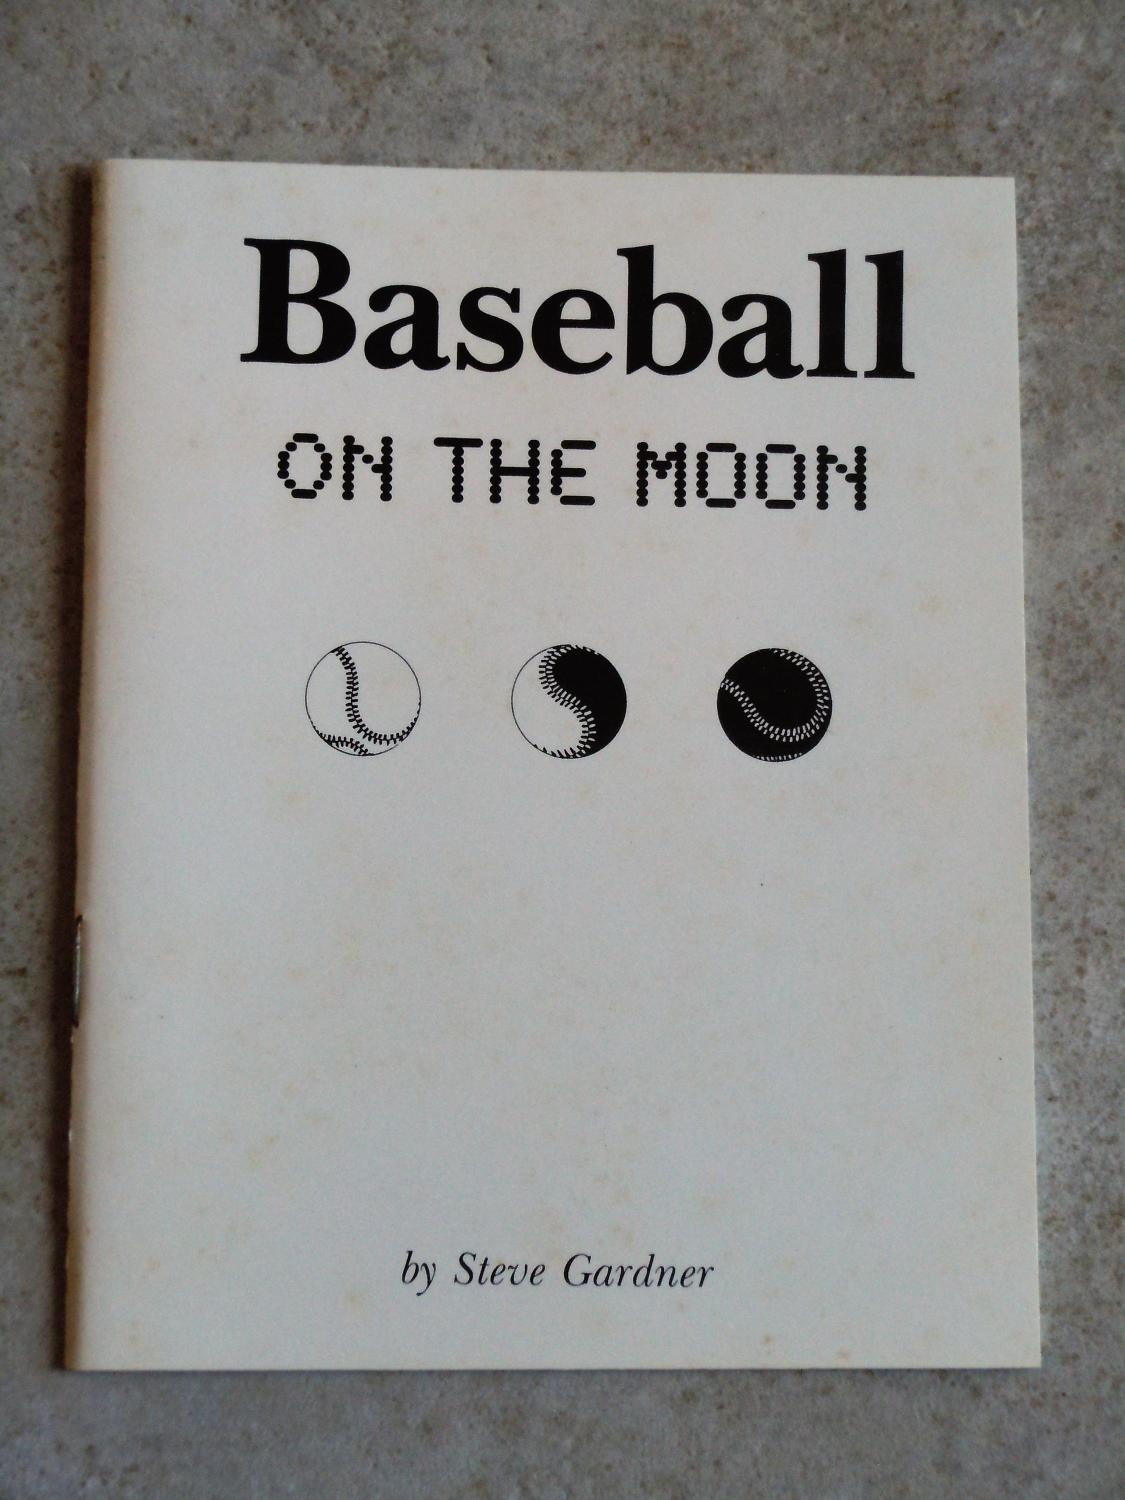 Baseball
ON THE MOON
by Steve Gardner